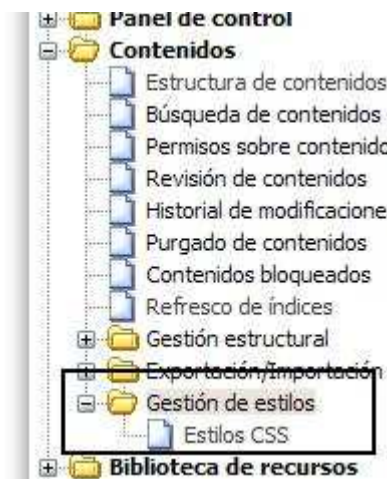 Panel de control
Contenidos
Estructura de contenidos
Búsqueda de contenidos
Permisos sobre contenido
Revisión de contenidos
Historial de modificacione
Purgado de contenidos
Contenidos bloqueados
Refresco de índices
Gestión estructural
Exportación/Importación
Gestión de estilos
Estilos CSS
Biblioteca de recursos